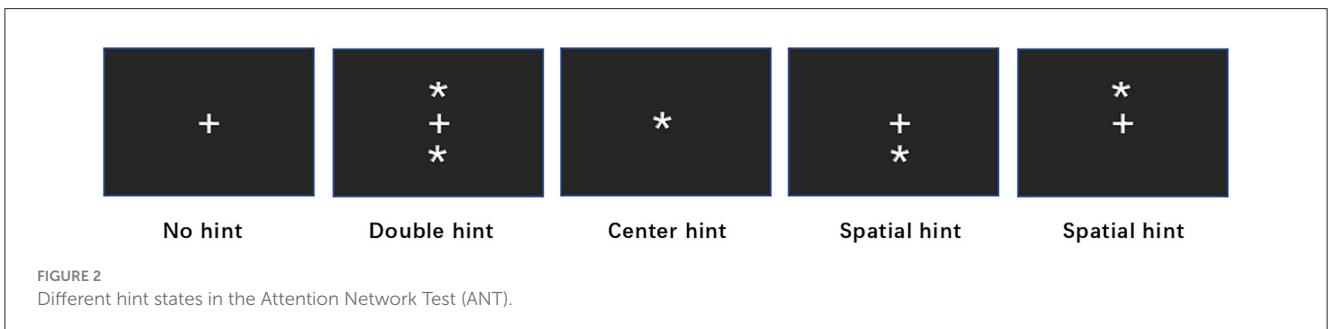 *
*
+
+
*
+
+
*
*
No hint
Double hint
Center hint
Spatial hint
Spatial hint
FIGURE 2
Different hint states in the Attention Network Test (ANT).